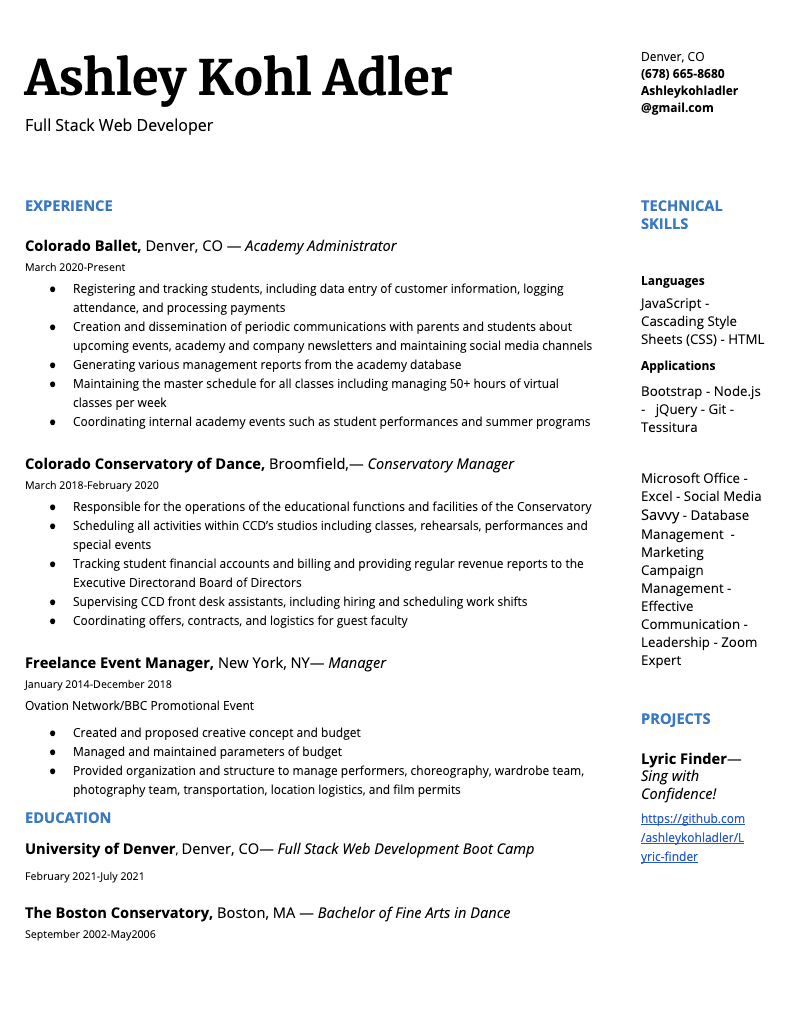 Ashley Kohl Adler
Full Stack Web Developer
Denver, CO
(678) 665-8680
Ashleykohladler
@gmail.com
EXPERIENCE
Colorado Ballet, Denver, CO — Academy Administrator
March 2020-Present
● Registering and tracking students, including data entry of customer information, logging
attendance, and processing payments
● Creation and dissemination of periodic communications with parents and students about
upcoming events, academy and company newsletters and maintaining social media channels
● Generating various management reports from the academy database
● Maintaining the master schedule for all classes including managing 50+ hours of virtual
classes per week
● Coordinating internal academy events such as student performances and summer programs
Colorado Conservatory of Dance, Broomfield,— Conservatory Manager
March 2018-February 2020
● Responsible for the operations of the educational functions and facilities of the Conservatory
● Scheduling all activities within CCD’s studios including classes, rehearsals, performances and
special events
● Tracking student financial accounts and billing and providing regular revenue reports to the
Executive Directorand Board of Directors
● Supervising CCD front desk assistants, including hiring and scheduling work shifts
● Coordinating offers, contracts, and logistics for guest faculty
Freelance Event Manager, New York, NY— Manager
January 2014-December 2018
Ovation Network/BBC Promotional Event
● Created and proposed creative concept and budget
● Managed and maintained parameters of budget
● Provided organization and structure to manage performers, choreography, wardrobe team,
photography team, transportation, location logistics, and film permits
EDUCATION
University of Denver, Denver, CO— Full Stack Web Development Boot Camp
February 2021-July 2021
The Boston Conservatory, Boston, MA — Bachelor of Fine Arts in Dance
September 2002-May2006
TECHNICAL
SKILLS
Languages
JavaScript -
Cascading Style
Sheets (CSS) - HTML
Applications
Bootstrap - Node.js
- jQuery - Git -
Tessitura
Microsoft Office -
Excel - Social Media
Savvy - Database
Management -
Marketing
Campaign
Management -
Effective
Communication -
Leadership - Zoom
Expert
PROJECTS
Lyric Finder—
Sing with
Confidence!
https://github.com
/ashleykohladler/L
yric-finder